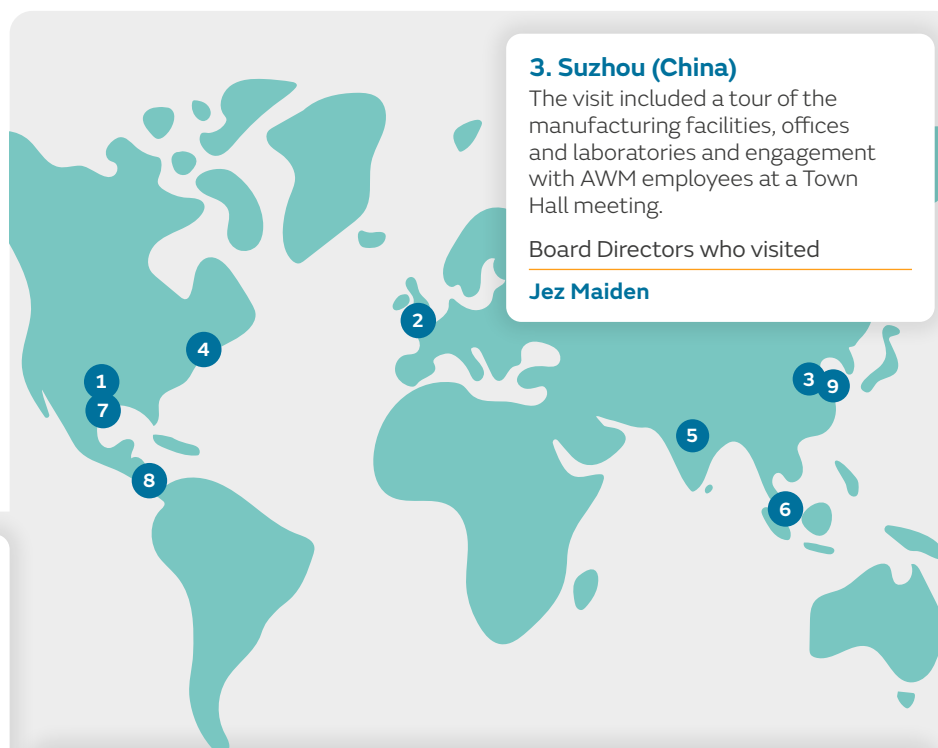 3. Suzhou (China)
The visit included a tour of the
manufacturing facilities, offices
and laboratories and engagement
with AWM employees at a Town
Hall meeting.
Board Directors who visited
Jez Maiden
2
4
1
3
9
7
5
8
6